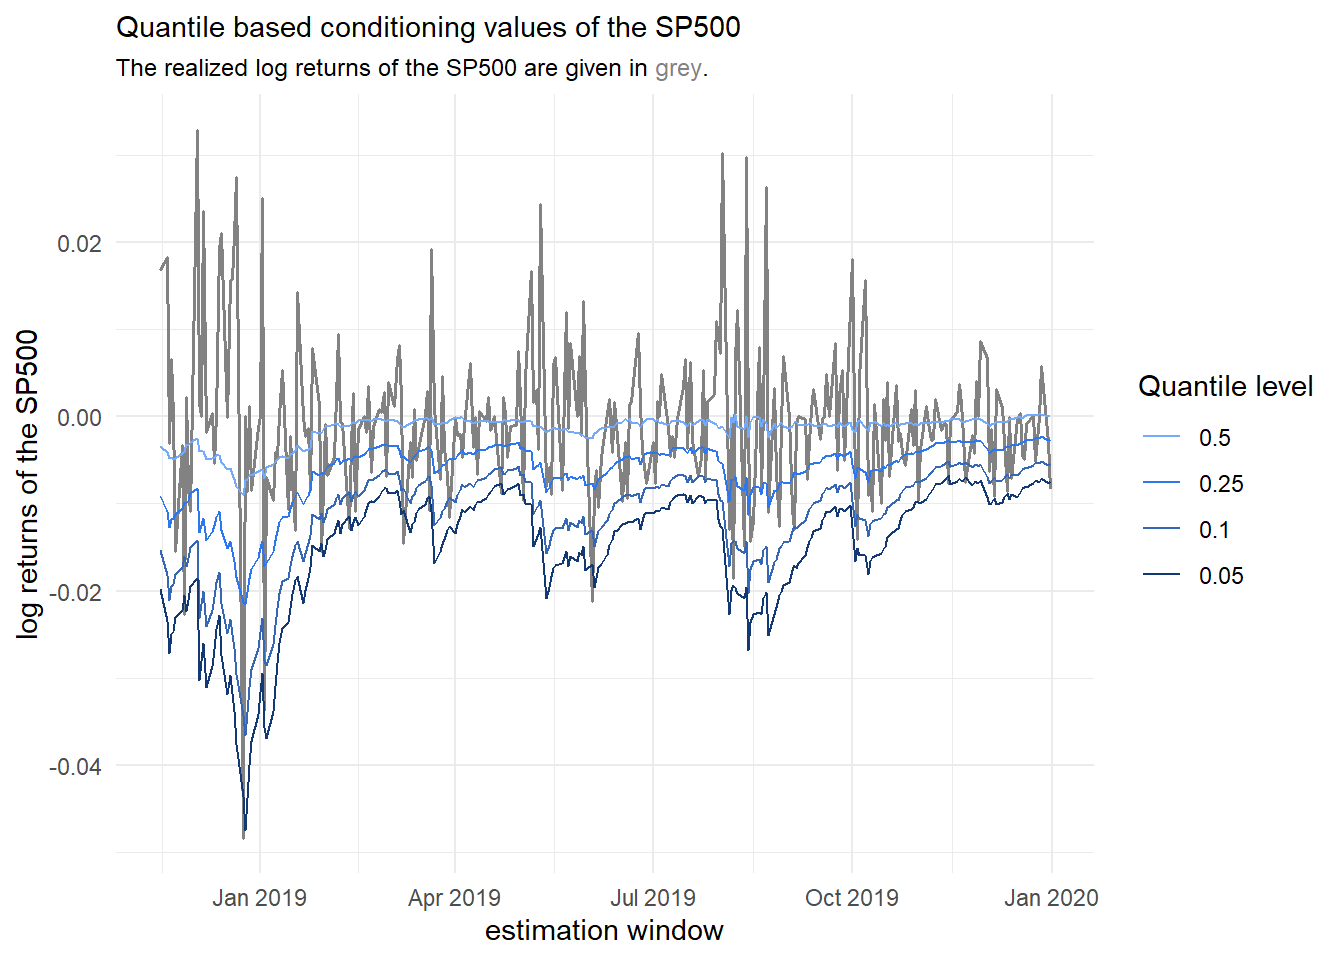 Quantile based conditioning values of the SP500
The realized log returns of the SP500 are given in grey.
log returns of the SP500
0.02
0.00
-0.02
-0.04
Jan 2019
Apr 2019
Jul 2019
Oct 2019
Jan 2020
estimation window
Quantile level
0.5
0.25
0.1
0.05